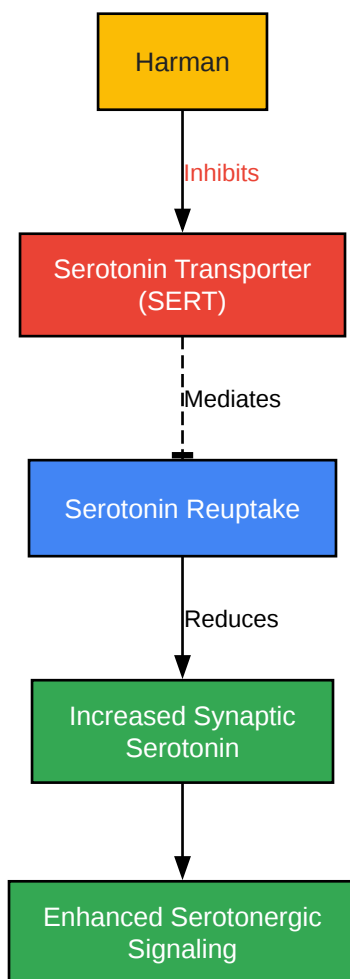 Harman
Inhibits
Serotonin Transporter
(SERT)
Mediates
Serotonin Reuptake
Reduces
Increased Synaptic
Serotonin
Enhanced Serotonergic
Signaling